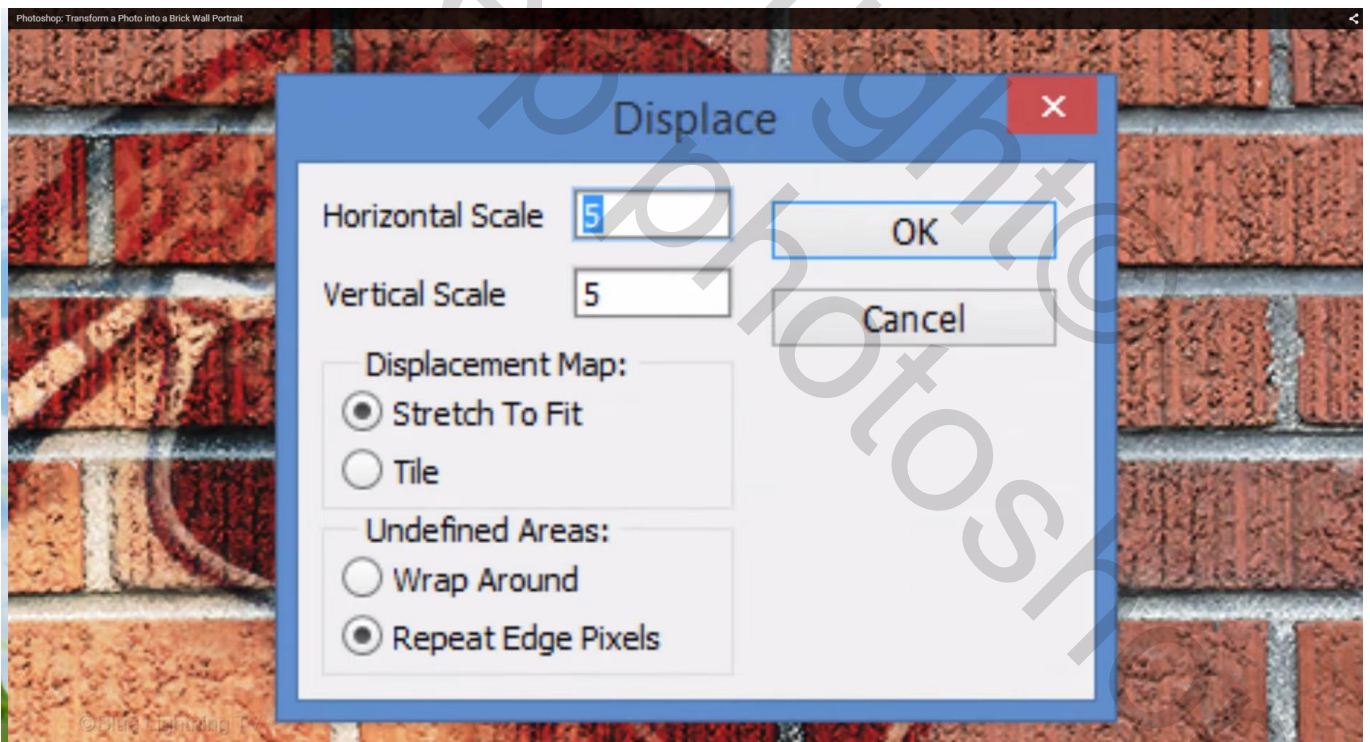 Photoshop: Transform a Photo into a Brick Wall Portrait
Displace
Horizontal Scale 5
OK
Vertical Scale 5
Cancel
Displacement Map:
Stretch To Fit
Tile
Undefined Areas:
Wrap Around
Repeat Edge Pixels